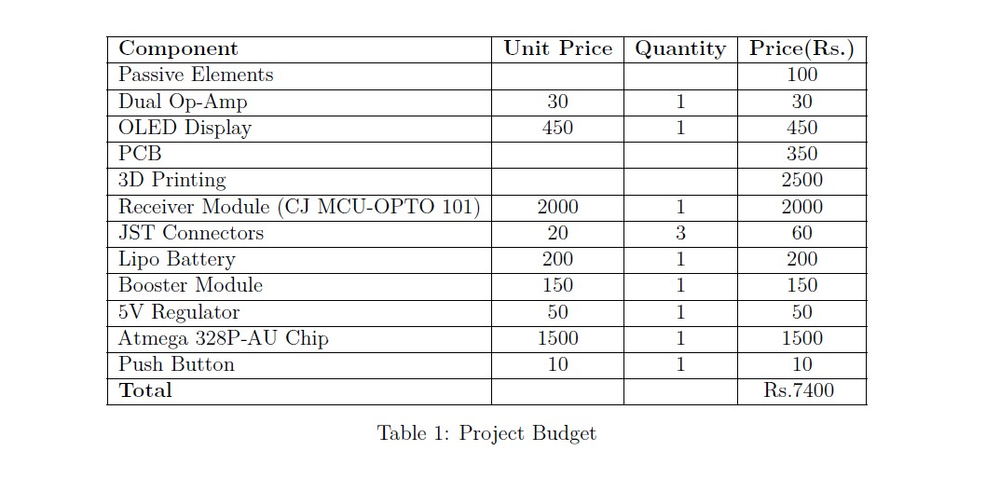 Component Unit Price Quantity Price(Rs.)
Passive Elements 100
Dual Op-Amp 30 1 30
OLED Display 450 1 450
PCB 350
3D Printing 2500
Receiver Module (CJ MCU-OPTO 101) 2000 1 2000
JST Connectors 20 3 60
Lipo Battery 200 1 200
Booster Module 150 1 150
5V Regulator 50 1 50
Atmega 328P-AU Chip 1500 1 1500
Push Button 10 1 10
Total Rs.7400
Table 1: Project Budget